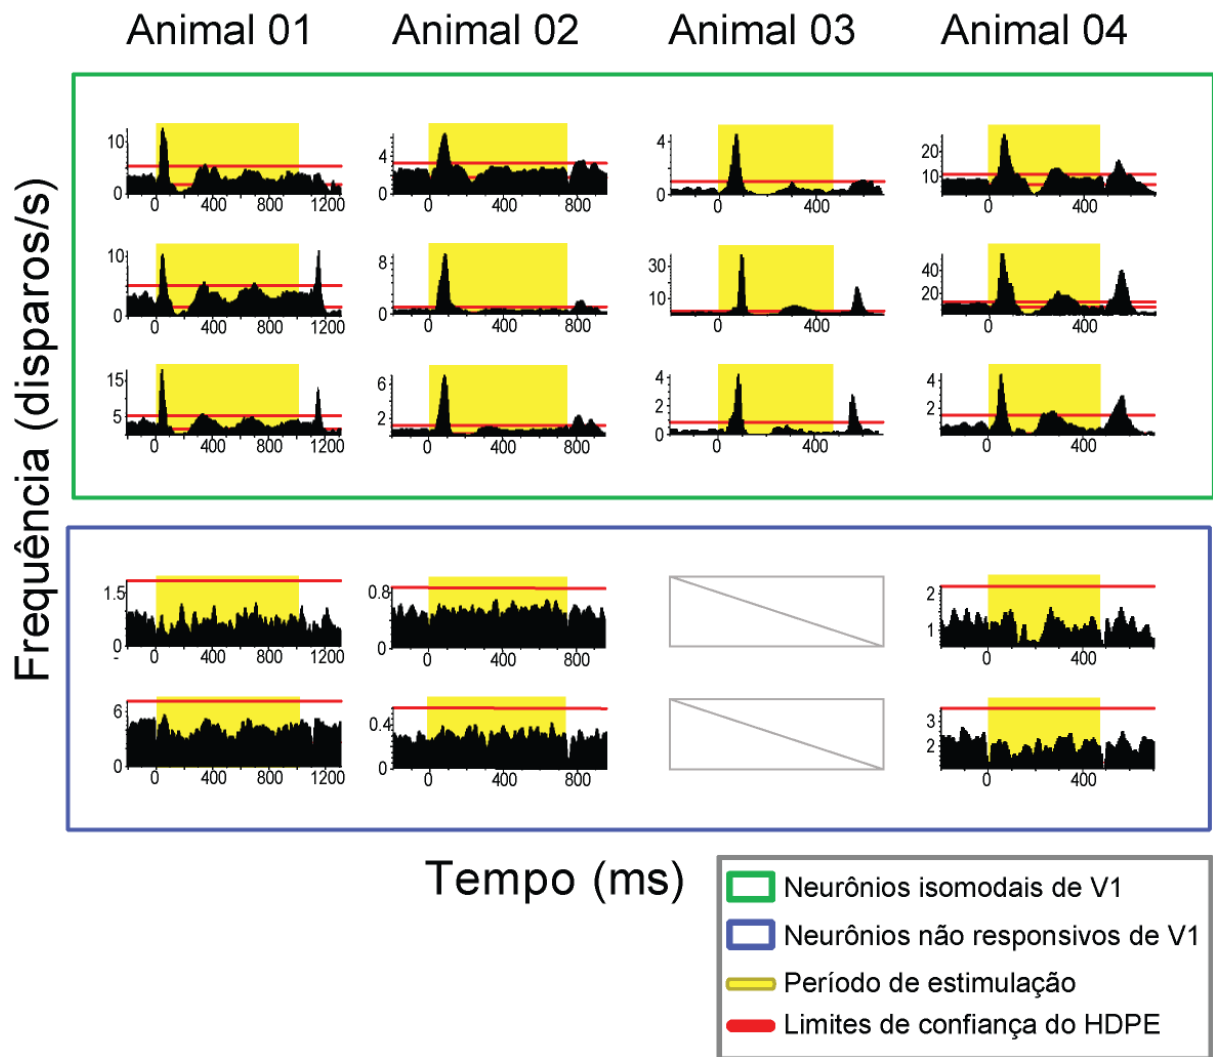 Animal 01 Animal 02 Animal 03 Animal 04
Frequência (disparos/s)
10 0 0 400 800 1200
4 0 0 400 800
4 2 0 0 400
20 10 0 400
10 5 0 0 400 800 1200
8 4 0 0 400 800
30 10 0 400
40 20 0 400
15 5 0 400 800 1200
6 2 0 0 400 800
4 2 0 0 400
4 2 0 400
1.5 0 - 0 400 800 1200
0.8 0 0 400 800
2 1 0 400
6 0 0 400 800 1200
0.4 0 0 400 800
3 2 0 400
Tempo (ms)
Neurônios isomodais de V1
Neurônios não responsivos de V1
Período de estimulação
Limites de confiança do HDPE